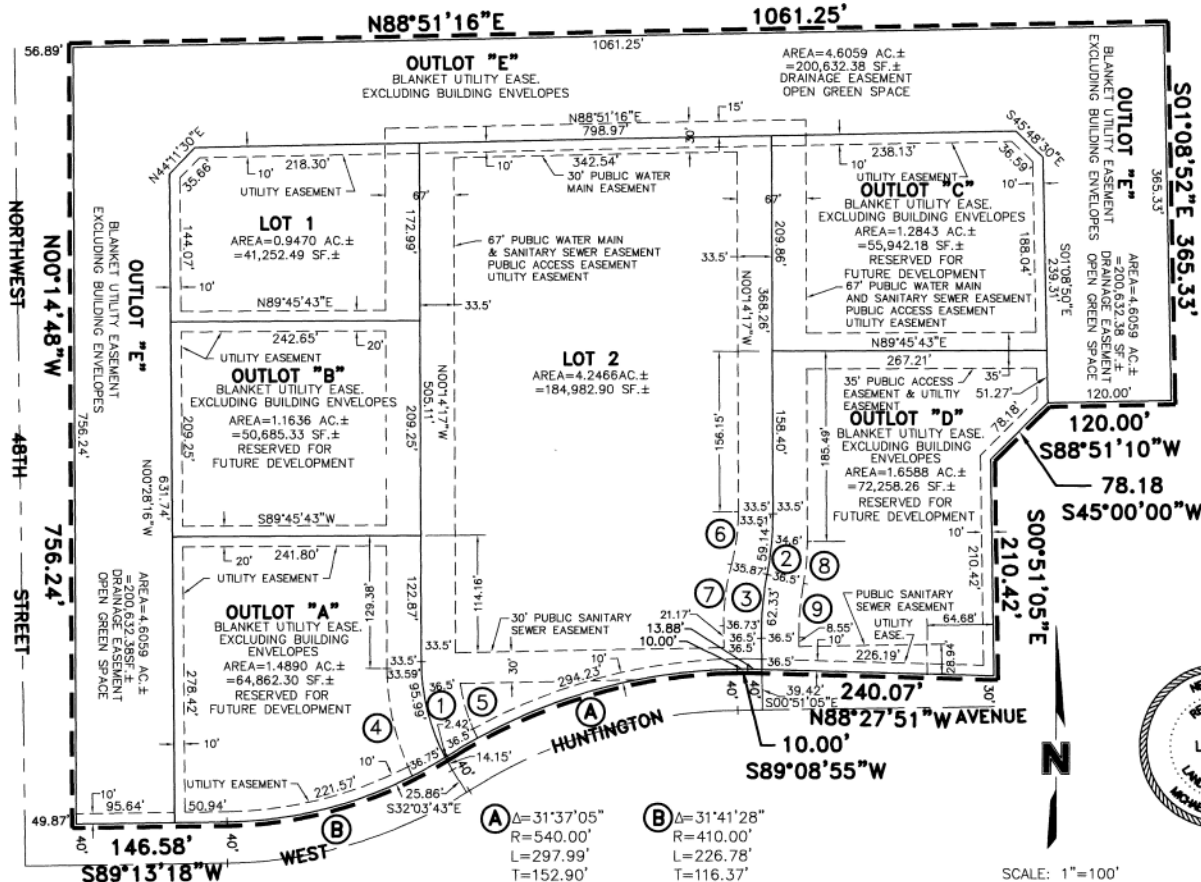 N88°51'16"E
1061.25'
56.89'
1061.25'
OUTLOT "E"
BLANKET UTILITY EASE.
EXCLUDING BUILDING ENVELOPES
AREA=4.6059 AC.±
=200,632.38 SF.±
DRAINAGE EASEMENT
OPEN GREEN SPACE
OUTLOT "E"
BLANKET UTILITY EASE.
EXCLUDING BUILDING ENVELOPES
AREA=4.6059 AC.±
=200,632.38 SF.±
DRAINAGE EASEMENT
OPEN GREEN SPACE
S01°08'52"E 365.33'
365.33'
N88°51'16"E
798.97'
15'
30'
N44°11'30"E
35.66'
218.30'
10'
UTILITY EASEMENT
LOT 1
AREA=0.9470 AC.±
=41,252.49 SF.±
144.07'
10'
N89°45'43"E
172.99'
67'
10'
342.54'
30' PUBLIC WATER
MAIN EASEMENT
67' PUBLIC WATER MAIN
& SANITARY SEWER EASEMENT
PUBLIC ACCESS EASEMENT
UTILITY EASEMENT
33.5'
67'
33.5'
209.86'
N00°14'17"W
368.26'
10'
238.13'
S45°48'30"E
36.59'
10'
UTILITY EASEMENT
OUTLOT "C"
BLANKET UTILITY EASE.
EXCLUDING BUILDING ENVELOPES
AREA=1.2843 AC.±
=55,942.18 SF.±
RESERVED FOR
FUTURE DEVELOPMENT
67' PUBLIC WATER MAIN
AND SANITARY SEWER EASEMENT
PUBLIC ACCESS EASEMENT
UTILITY EASEMENT
188.04'
S01°08'50"E
239.31'
N89°45'43"E
267.21'
NORTHWEST 48TH STREET
N00°14'48"W 756.24'
756.24'
OUTLOT "E"
BLANKET UTILITY EASEMENT
EXCLUDING BUILDING ENVELOPES
242.65'
20'
UTILITY EASEMENT
OUTLOT "B"
BLANKET UTILITY EASE.
EXCLUDING BUILDING ENVELOPES
AREA=1.1636 AC.±
=50,685.33 SF.±
RESERVED FOR
FUTURE DEVELOPMENT
209.25'
209.25'
N00°28'16"W
631.74'
S89°45'43"W
505.11'
N00°14'17"W
LOT 2
AREA=4.2466AC.±
=184,982.90 SF.±
156.15'
158.40'
185.49'
35' PUBLIC ACCESS
EASEMENT & UTILTIY
EASEMENT
35'
51.27'
OUTLOT "D"
BLANKET UTILITY EASE.
EXCLUDING BUILDING
ENVELOPES
AREA=1.6588 AC.±
=72,258.26 SF.±
RESERVED FOR
FUTURE DEVELOPMENT
78.18'
120.00'
120.00'
S88°51'10"W
78.18
S45°00'00"W
S00°51'05"E
210.42'
10'
210.42'
241.80'
20'
UTILITY EASEMENT
OUTLOT "A"
BLANKET UTILITY EASE.
EXCLUDING BUILDING
ENVELOPES
AREA=1.4890 AC.±
=64,862.30 SF.±
RESERVED FOR
FUTURE DEVELOPMENT
AREA=4.6059 AC.±
=200,632.38SF.±
DRAINAGE EASEMENT
OPEN GREEN SPACE
278.42'
10'
129.38'
122.87'
114.16'
33.5'
33.59'
36.5'
95.99'
4
1
5
2.42'
36.5'
36.75'
10'
30' PUBLIC SANITARY
SEWER EASEMENT
30'
10'
294.23'
A
33.5'
33.5'
33.51'
6
59.14'
2
34.6'
35.87'
36.5'
8
7
3
62.33'
9
21.17'
36.73'
13.88'
36.5'
36.5'
10.00'
36.5'
36.5'
8.55'
10'
PUBLIC SANITARY
SEWER EASEMENT
UTILITY
EASE.
64.68'
226.19'
28.94'
40'
40'
39.42'
S00°51'05"E
240.07'
N88°27'51"W
30'
10.00'
S89°08'55"W
WEST HUNTINGTON AVENUE
14.15'
40'
25.86'
S32°03'43"E
UTILITY EASEMENT
221.57'
10'
95.64'
50.94'
B
49.87'
40'
40'
146.58'
S89°13'18"W
A
Δ=31°37'05"
R=540.00'
L=297.99'
T=152.90'
B
Δ=31°41'28"
R=410.00'
L=226.78'
T=116.37'
N
SCALE: 1"=100'